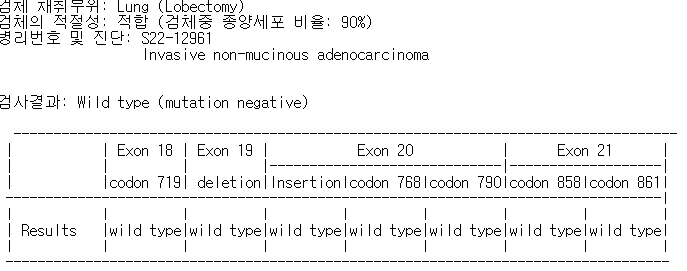 검체 채취부위: Lung (Lobectomy)
검체의 적절성: 적합 (검체중 종양세포 비율: 90%)
병리번호 및 진단: S22-12961
Invasive non-mucinous adenocarcinoma
검사결과: Wild type (mutation negative)
| | Exon 18 | Exon 19 | Exon 20 | Exon 21 |
| |codon 719| deletion|Insertion|codon 768|codon 790|codon 858|codon 861|
| Results |wild type|wild type|wild type|wild type|wild type|wild type|wild type|